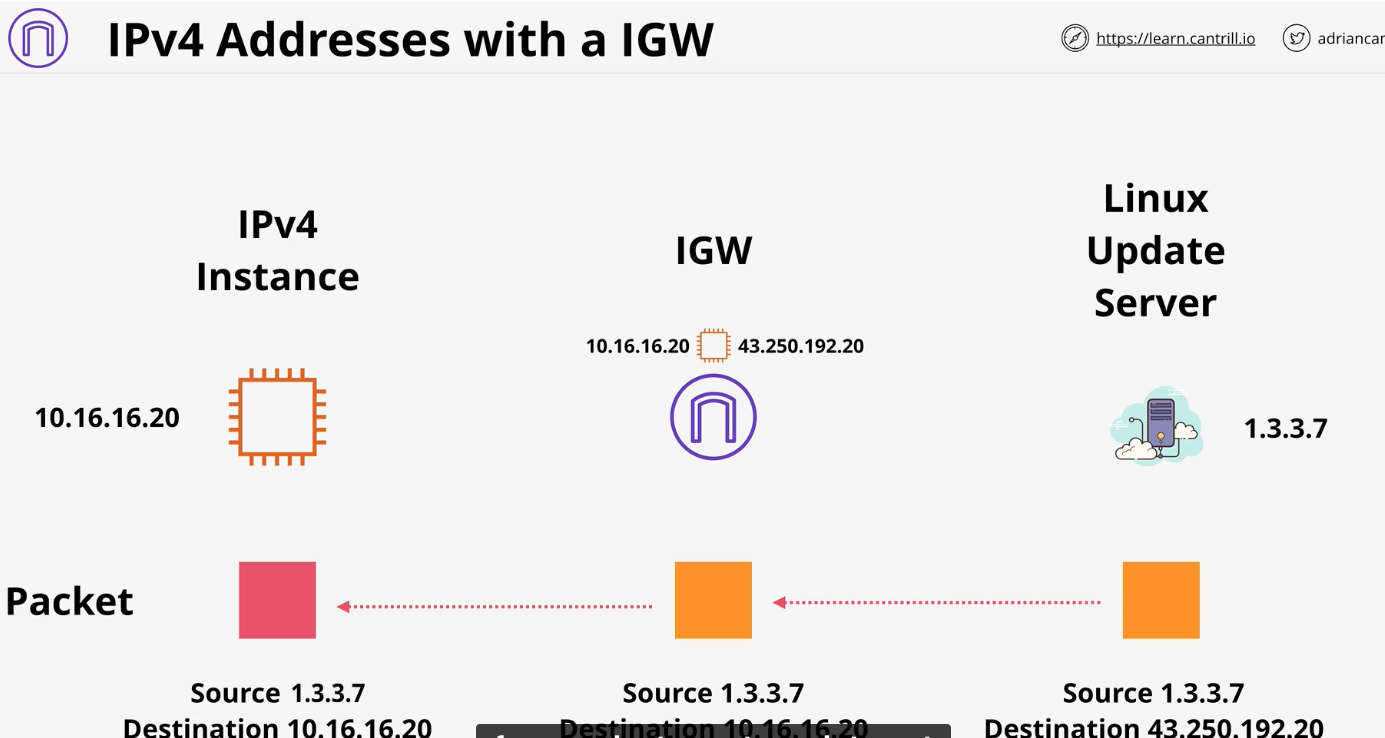 IPv4 Addresses with a IGW
https://learn.cantrill.io
IPv4
Instance
IGW
Linux
Update
Server
10.16.16.20
43.250.192.20
10.16.16.20
1.3.3.7
Packet
Source 1.3.3.7
Destination 10.16.16.20
Source 1.3.3.7
Destination 10.16.16.20
Source 1.3.3.7
Destination 43.250.192.20